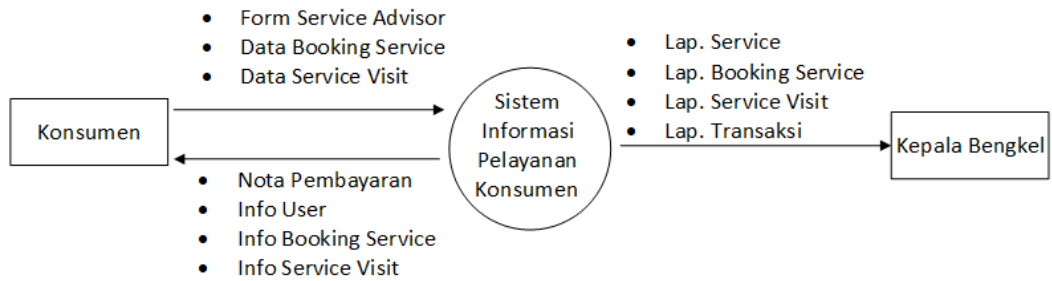 • Form Service Advisor
• Data Booking Service
• Data Service Visit
Konsumen
• Nota Pembayaran
• Info User
• Info Booking Service
• Info Service Visit
Sistem
Informasi
Pelayanan
Konsumen
• Lap. Service
• Lap. Booking Service
• Lap. Service Visit
• Lap. Transaksi
Kepala Bengkel